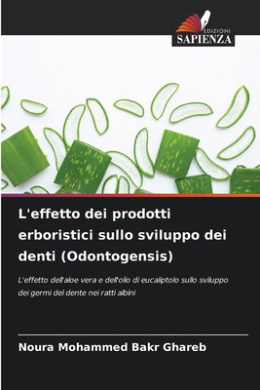 EDIZIONI
SAPIENZA
L'effetto dei prodotti
erboristici sullo sviluppo dei
denti (Odontogensis)
L'effetto dell'aloe vera e dell'olio di eucaliptolo sullo sviluppo
dei germi del dente nei ratti albini
Noura Mohammed Bakr Ghareb